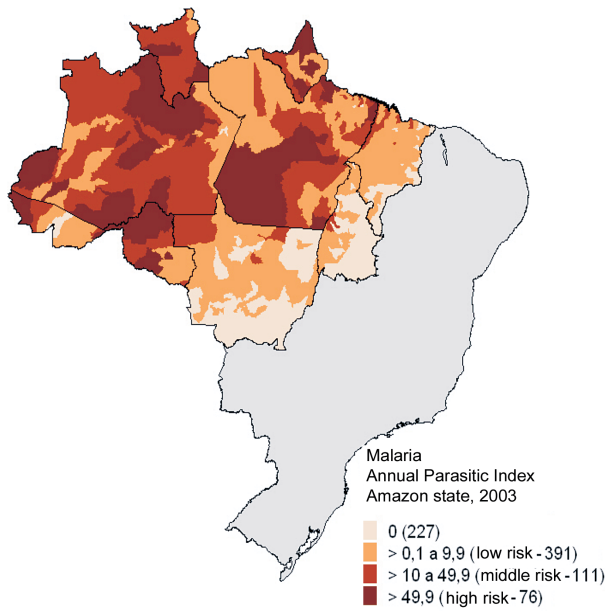 Malaria
Annual Parasitic Index
Amazon state, 2003
0 (227)
> 0,1 a 9,9 (low risk - 391)
> 10 a 49,9 (middle risk - 111)
> 49,9 (high risk - 76)